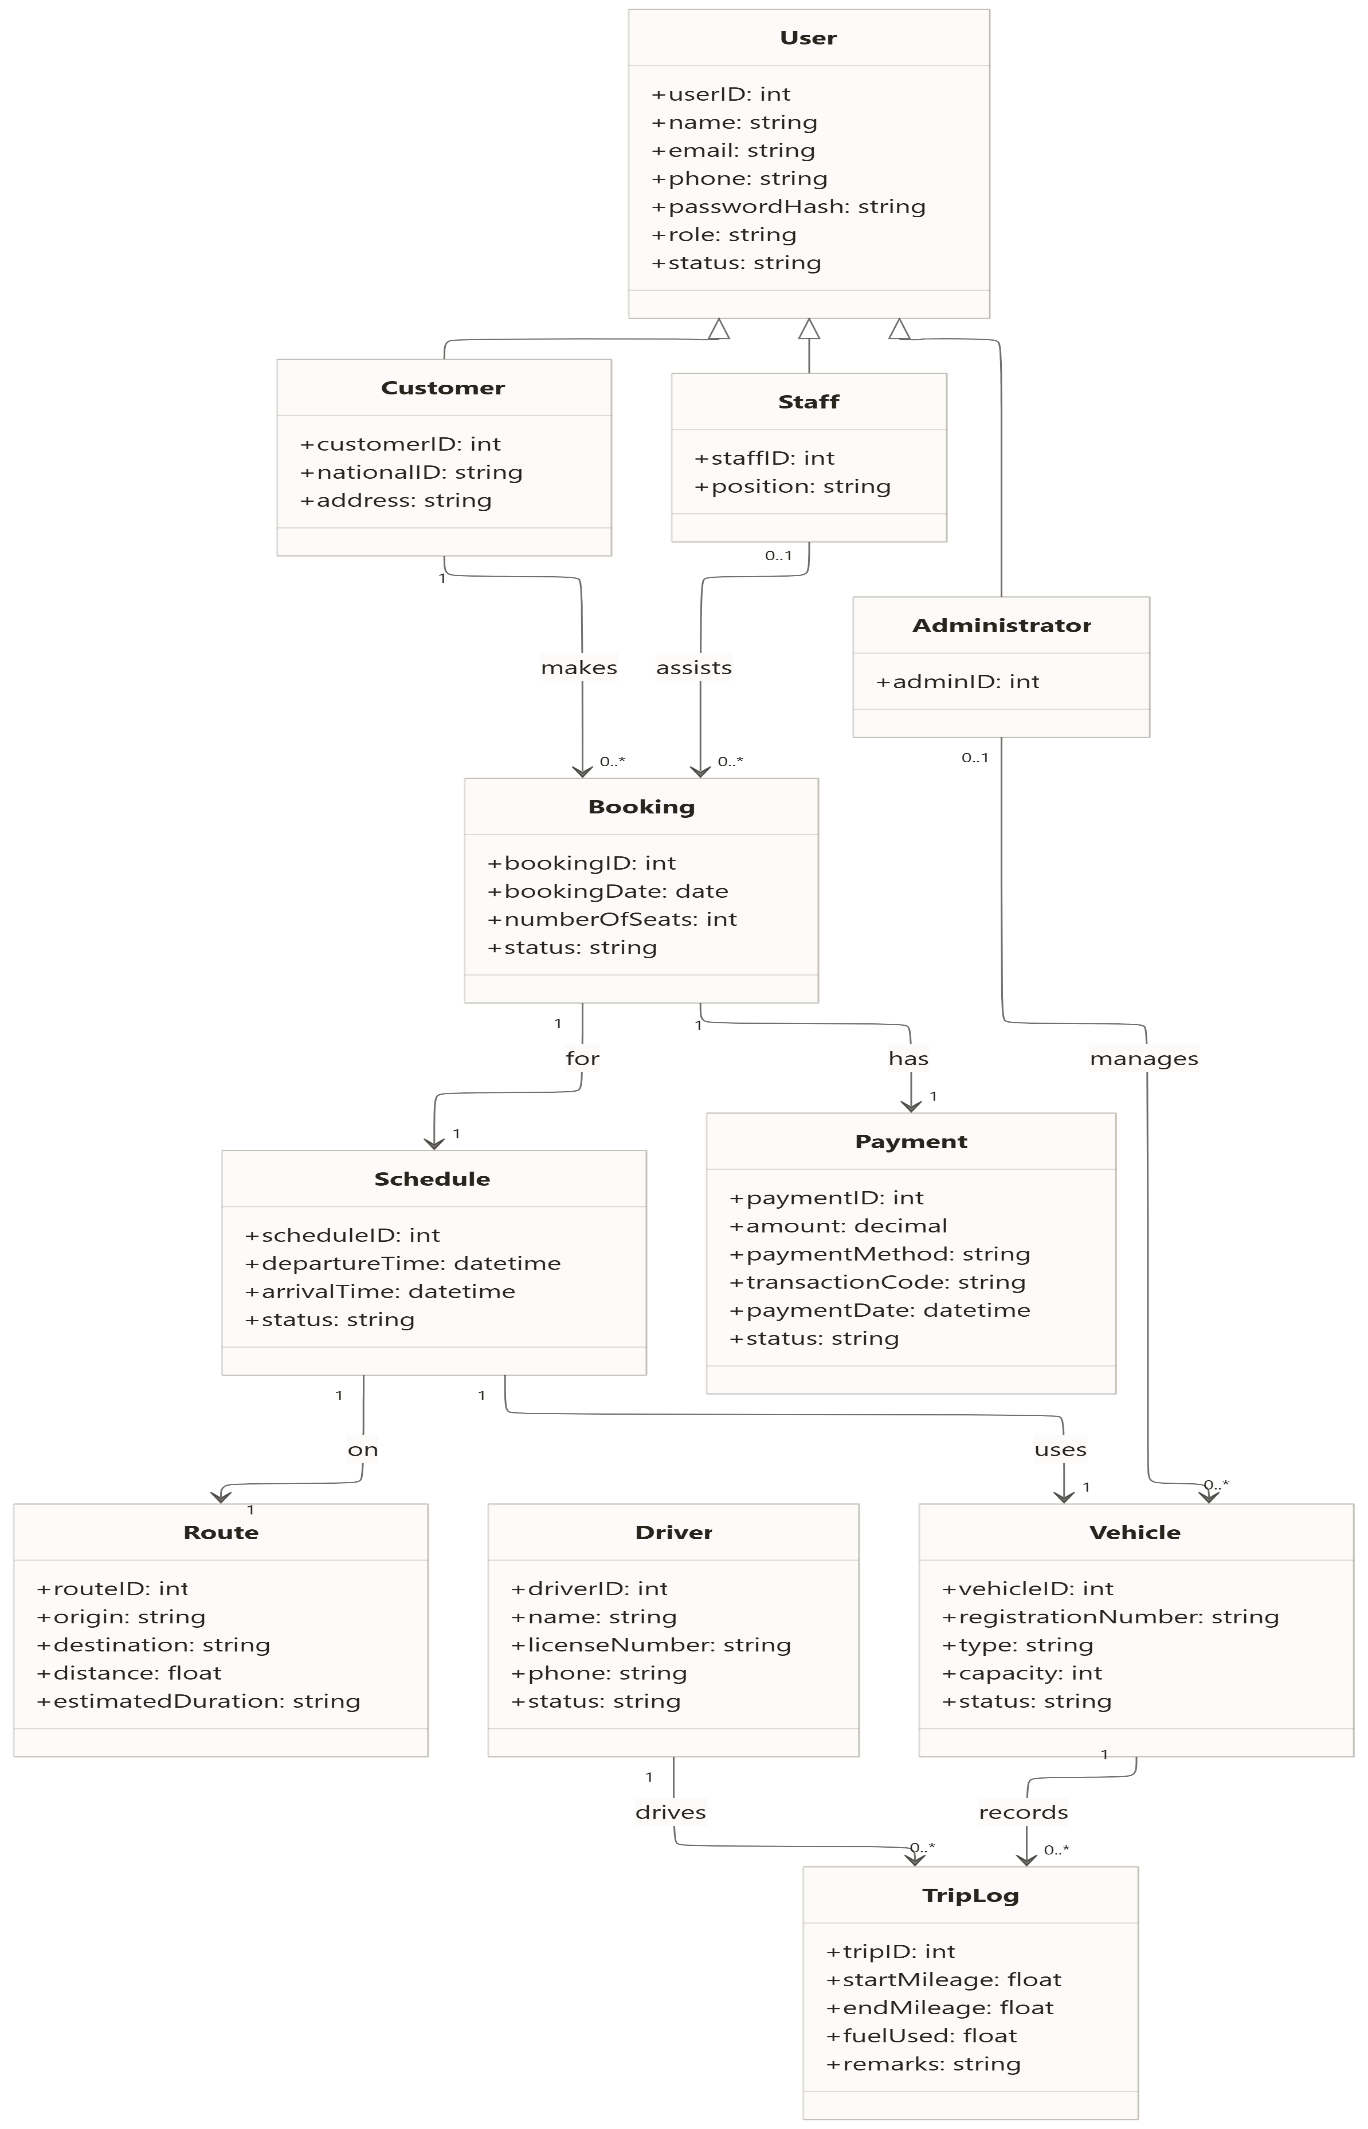 User
+userID: int
+name: string
+email: string
+phone: string
+passwordHash: string
+role: string
+status: string
Customer
+customerID: int
+nationalID: string
+address: string
Staff
+staffID: int
+position: string
1
0..1
Administrator
+adminID: int
makes
assists
0..*
0..*
0..1
Booking
+bookingID: int
+bookingDate: date
+numberOfSeats: int
+status: string
1
1
for
has
manages
1
1
Schedule
+scheduleID: int
+departureTime: datetime
+arrivalTime: datetime
+status: string
Payment
+paymentID: int
+amount: decimal
+paymentMethod: string
+transactionCode: string
+paymentDate: datetime
+status: string
1
1
on
uses
1
1
0..*
Route
+routeID: int
+origin: string
+destination: string
+distance: float
+estimatedDuration: string
Driver
+driverID: int
+name: string
+licenseNumber: string
+phone: string
+status: string
Vehicle
+vehicleID: int
+registrationNumber: string
+type: string
+capacity: int
+status: string
1
1
drives
records
0..*
0..*
TripLog
+tripID: int
+startMileage: float
+endMileage: float
+fuelUsed: float
+remarks: string